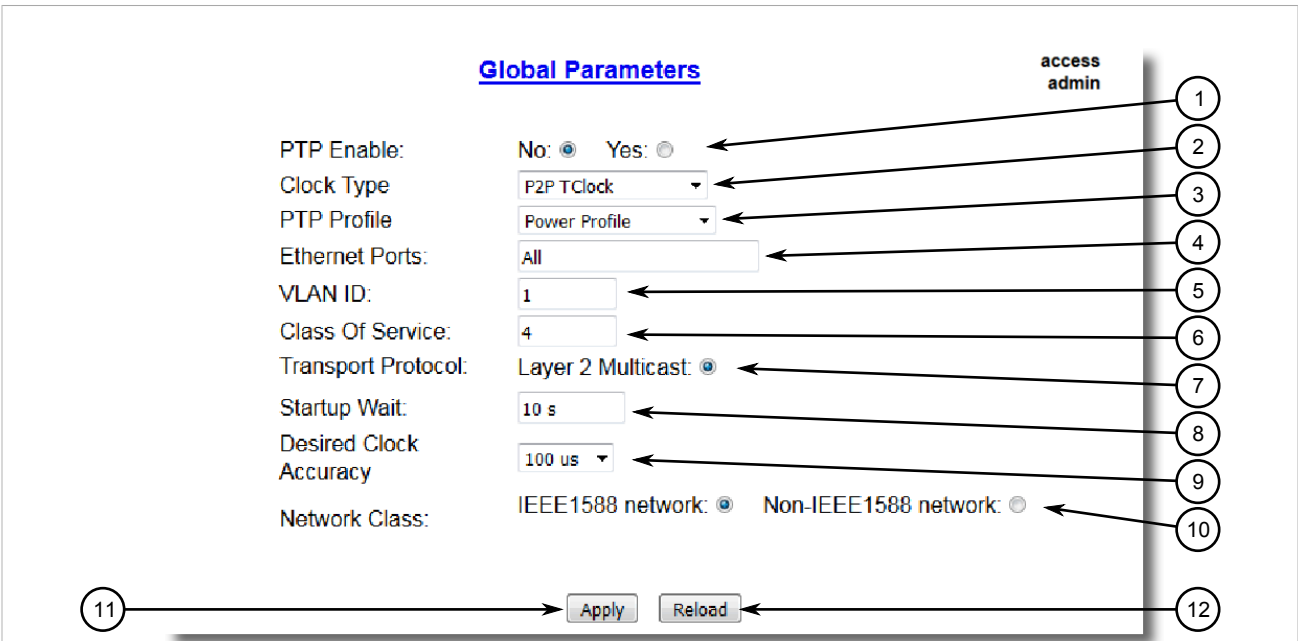 Global Parameters
access
admin
1
PTP Enable: No: Yes:
2
Clock Type P2P TClock
3
PTP Profile Power Profile
4
Ethernet Ports: All
5
VLAN ID: 1
6
Class Of Service: 4
7
Transport Protocol: Layer 2 Multicast:
8
Startup Wait: 10 s
9
Desired Clock
Accuracy 100 us
10
Network Class: IEEE1588 network: Non-IEEE1588 network:
11 Apply Reload 12